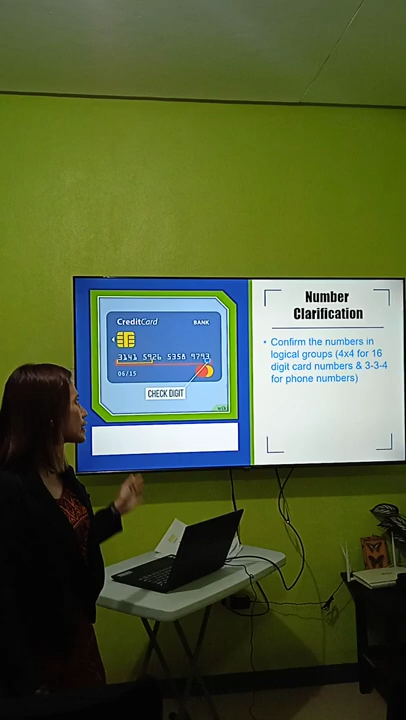 Number
Clarification
CreditCard BANK
3141 5926 5358 9793
06/15
CHECK DIGIT
• Confirm the numbers in
logical groups (4x4 for 16
digit card numbers & 3-3-4
for phone numbers)